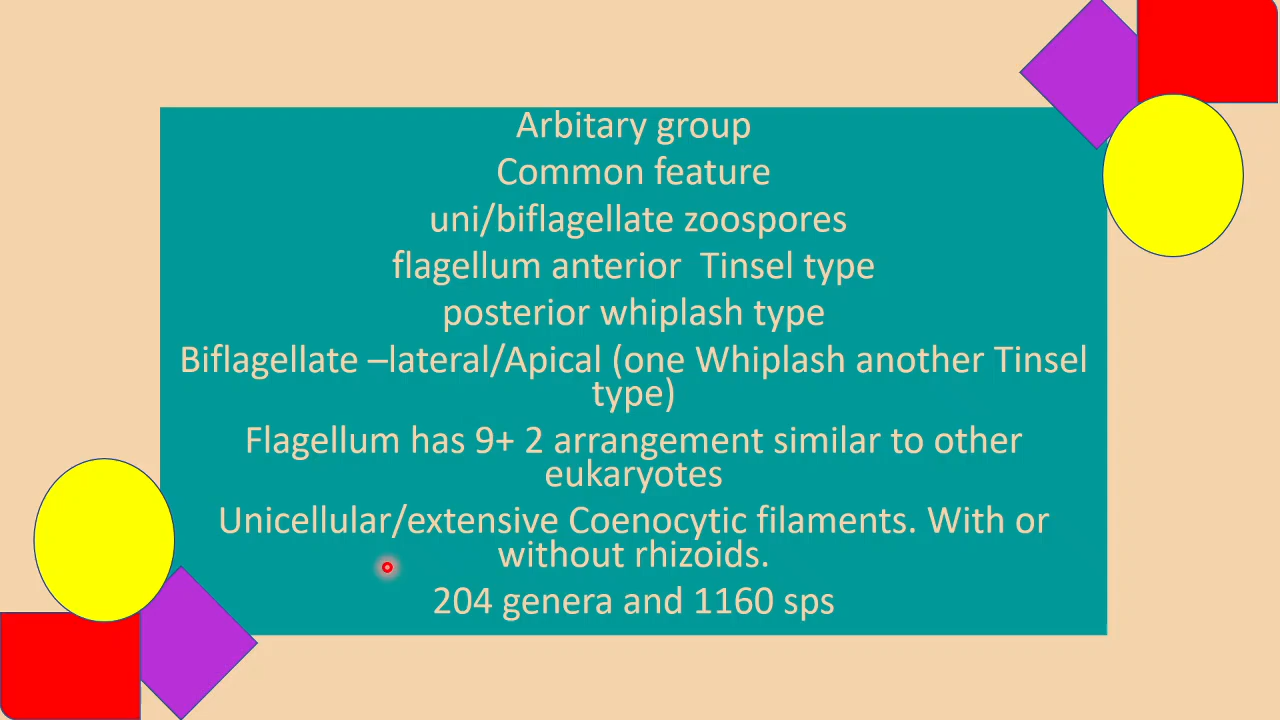 Arbitary group
Common feature
uni/biflagellate zoospores
flagellum anterior  Tinsel type
posterior whiplash type
Biflagellate –lateral/Apical (one Whiplash another Tinsel
type)
Flagellum has 9+ 2 arrangement similar to other
eukaryotes
Unicellular/extensive Coenocytic filaments. With or
without rhizoids.
204 genera and 1160 sps